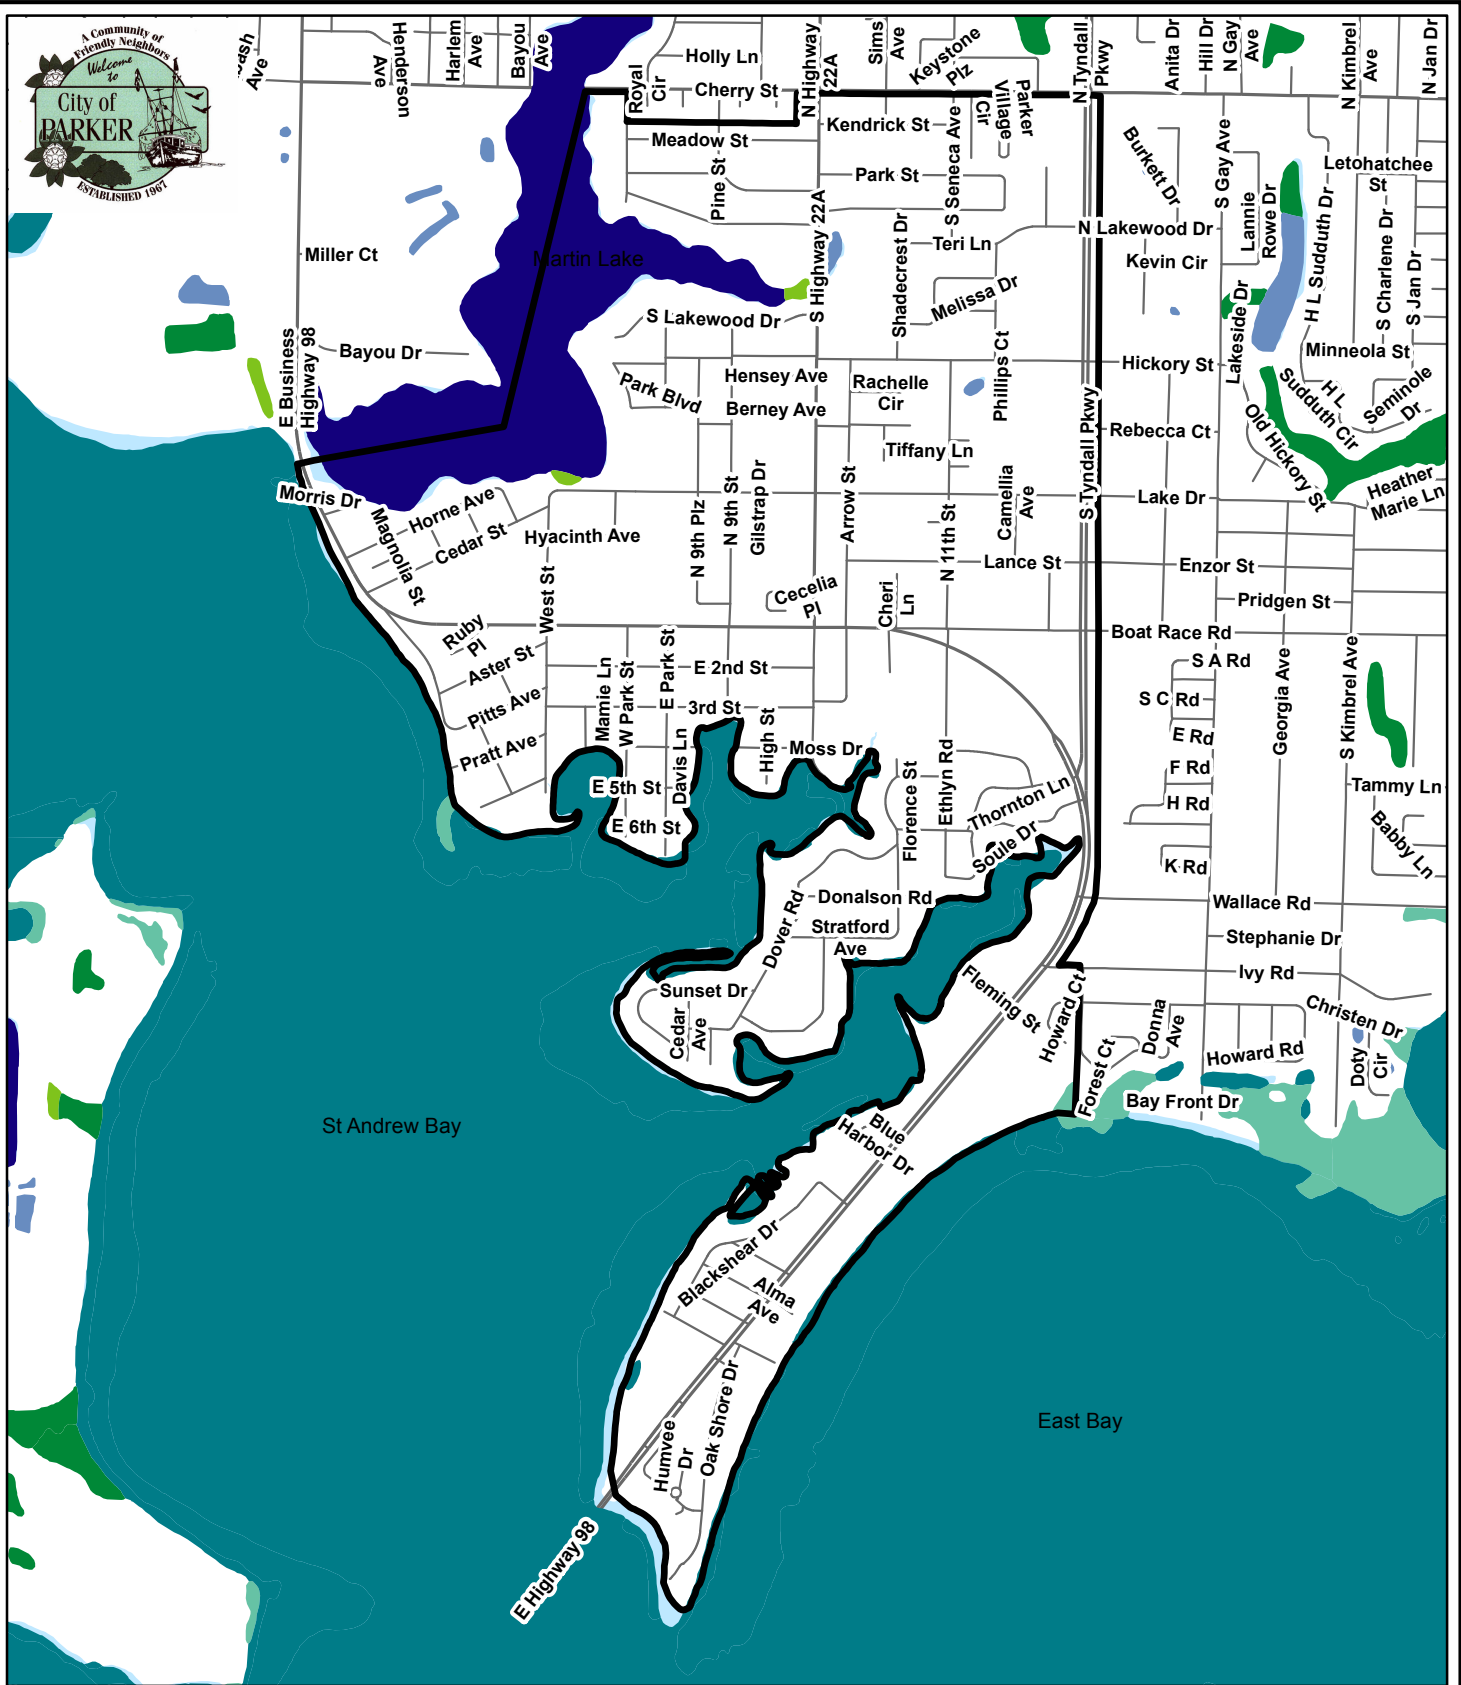 A Community of
Friendly Neighbors
Welcome
to
City of
PARKER
ESTABLISHED 1967
Ave
Henderson
Ave
Harlem
Ave
Bayou
Ave
Royal
Cir
Holly Ln
Cherry St
N Highway
22A
Sims
Ave
Keystone
Plz
N Tyndall
Pkwy
Anita Dr
Hill Dr
N Gay
Ave
N Kimbrel
Ave
N Jan Dr
Meadow St
Kendrick St
Parker
Village
Cir
Pine St
Park St
S Seneca Ave
Burkett Dr
S Gay Ave
Lannie
Rowe Dr
H L Sudduth Dr
Letohatchee
St
S Charlene Dr
S Jan Dr
Miller Ct
Martin Lake
S Highway 22A
Shadecrest Dr
Teri Ln
N Lakewood Dr
Kevin Cir
Melissa Dr
S Lakewood Dr
Lakeside Dr
E Business
Highway 98
Bayou Dr
Park Blvd
Hensey Ave
Berney Ave
Rachelle
Cir
Phillips Ct
Hickory St
Minneola St
H L
Sudduth Cir
Seminole
Dr
Old Hickory St
Tiffany Ln
Rebecca Ct
S Tyndall Pkwy
Heather
Marie Ln
Morris Dr
Magnolia St
Horne Ave
Cedar St
Hyacinth Ave
N 9th Plz
N 9th St
Gilstrap Dr
Arrow St
N 11th St
Camellia
Ave
Lake Dr
Lance St
Enzor St
Pridgen St
West St
Cecelia
Pl
Cheri
Ln
Boat Race Rd
Ruby
Pl
Aster St
Pitts Ave
Pratt Ave
Mamie Ln
W Park St
E Park St
E 2nd St
3rd St
Davis Ln
High St
Moss Dr
E 5th St
E 6th St
Florence St
Ethlyn Rd
Thornton Ln
Soule Dr
S A Rd
S C Rd
E Rd
F Rd
H Rd
K Rd
Georgia Ave
S Kimbrel Ave
Tammy Ln
Babby Ln
Donalson Rd
Stratford
Ave
Dover Rd
Sunset Dr
Cedar
Ave
Wallace Rd
Stephanie Dr
Ivy Rd
Fleming St
Howard Ct
Forest Ct
Donna
Ave
Howard Rd
Christen Dr
Doty
Cir
Bay Front Dr
St Andrew Bay
Blue
Harbor Dr
Blackshear Dr
Alma
Ave
Oak Shore Dr
Humvee
Dr
East Bay
E Highway 98